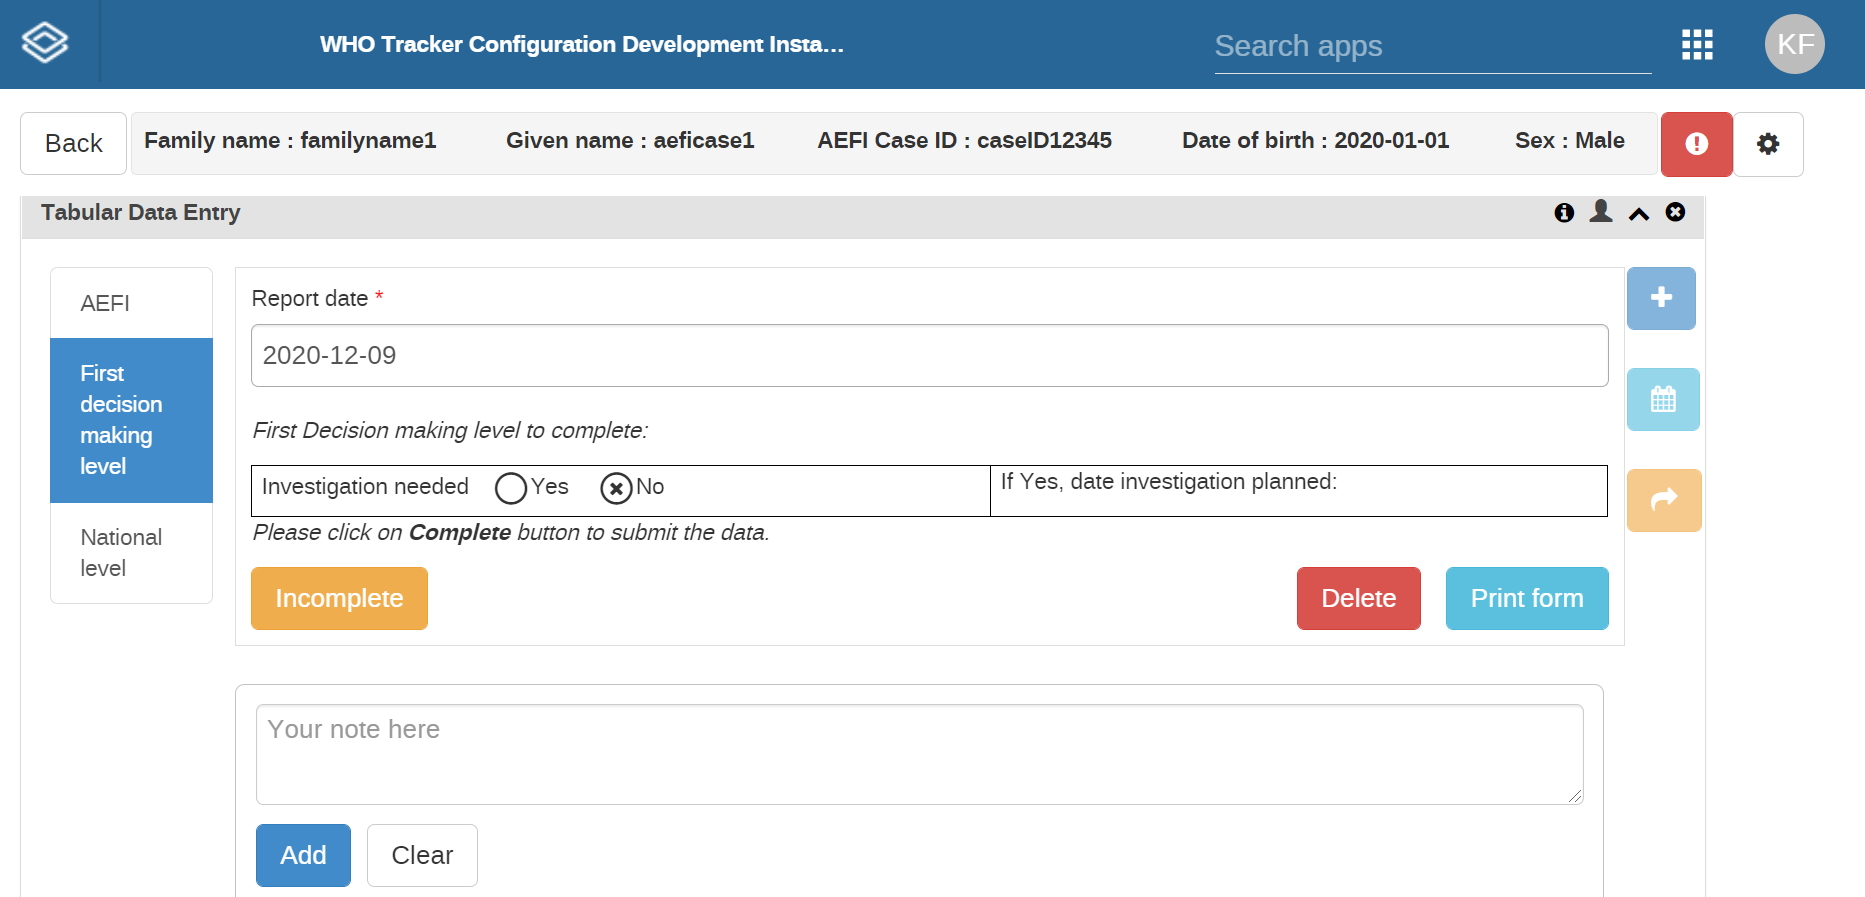 WHO Tracker Configuration Development Insta...
Search apps
KF
Back
Family name : familyname1
Given name : aeficase1
AEFI Case ID : caseID12345
Date of birth : 2020-01-01
Sex : Male
Tabular Data Entry
AEFI
First
decision
making
level
National
level
Report date *
2020-12-09
First Decision making level to complete:
Investigation needed Yes No
If Yes, date investigation planned:
Please click on Complete button to submit the data.
Incomplete
Delete
Print form
Your note here
Add
Clear